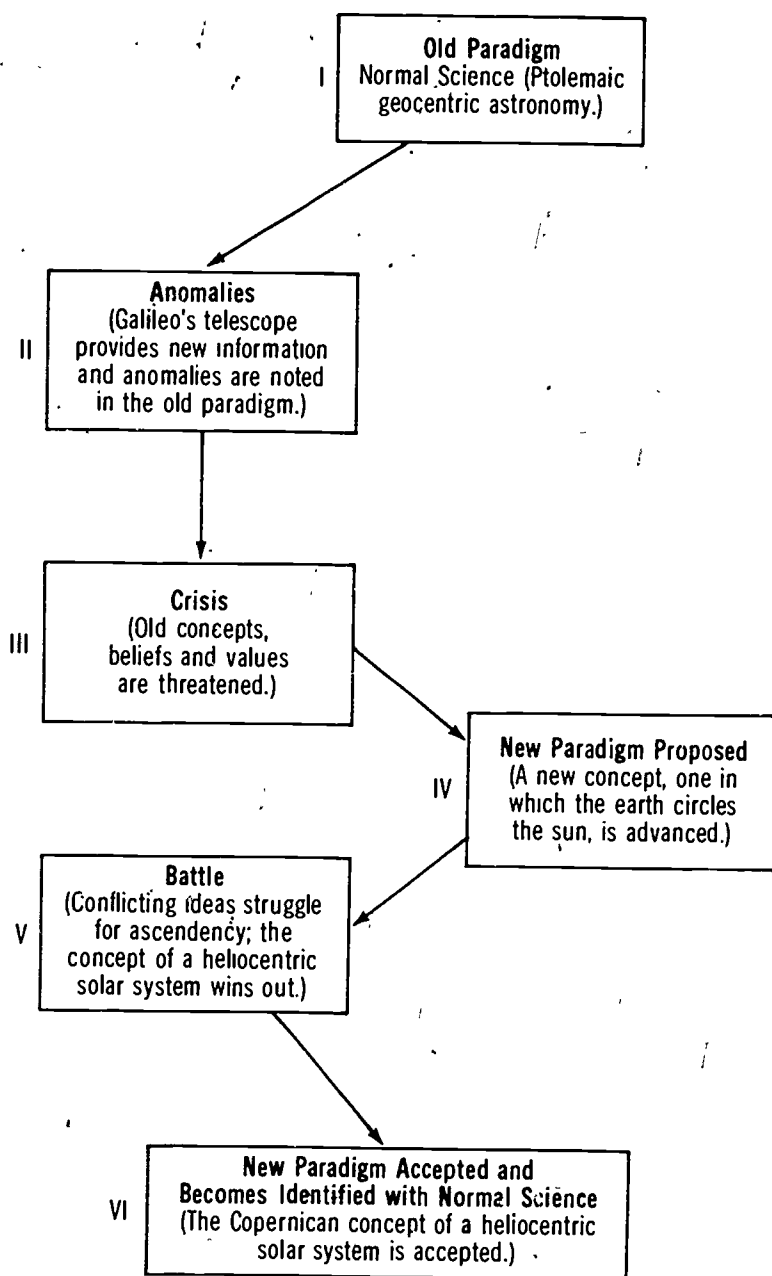 Old Paradigm
I
Normal Science (Ptolemaic
geocentric astronomy.)
Anomalies
(Galileo's telescope
II
provides new information
and anomalies are noted
in the old paradigm.)
Crisis
(Old concepts,
III
beliefs and values
are threatened.)
New Paradigm Proposed
IV
(A new concept, one in
which the earth circles
the sun, is advanced.)
Battle
(Conflicting ideas struggle
V
for ascendency; the
concept of a heliocentric
solar system wins out.)
New Paradigm Accepted and
Becomes Identified with Normal Science
VI
(The Copernican concept of a heliocentric
solar system is accepted.)